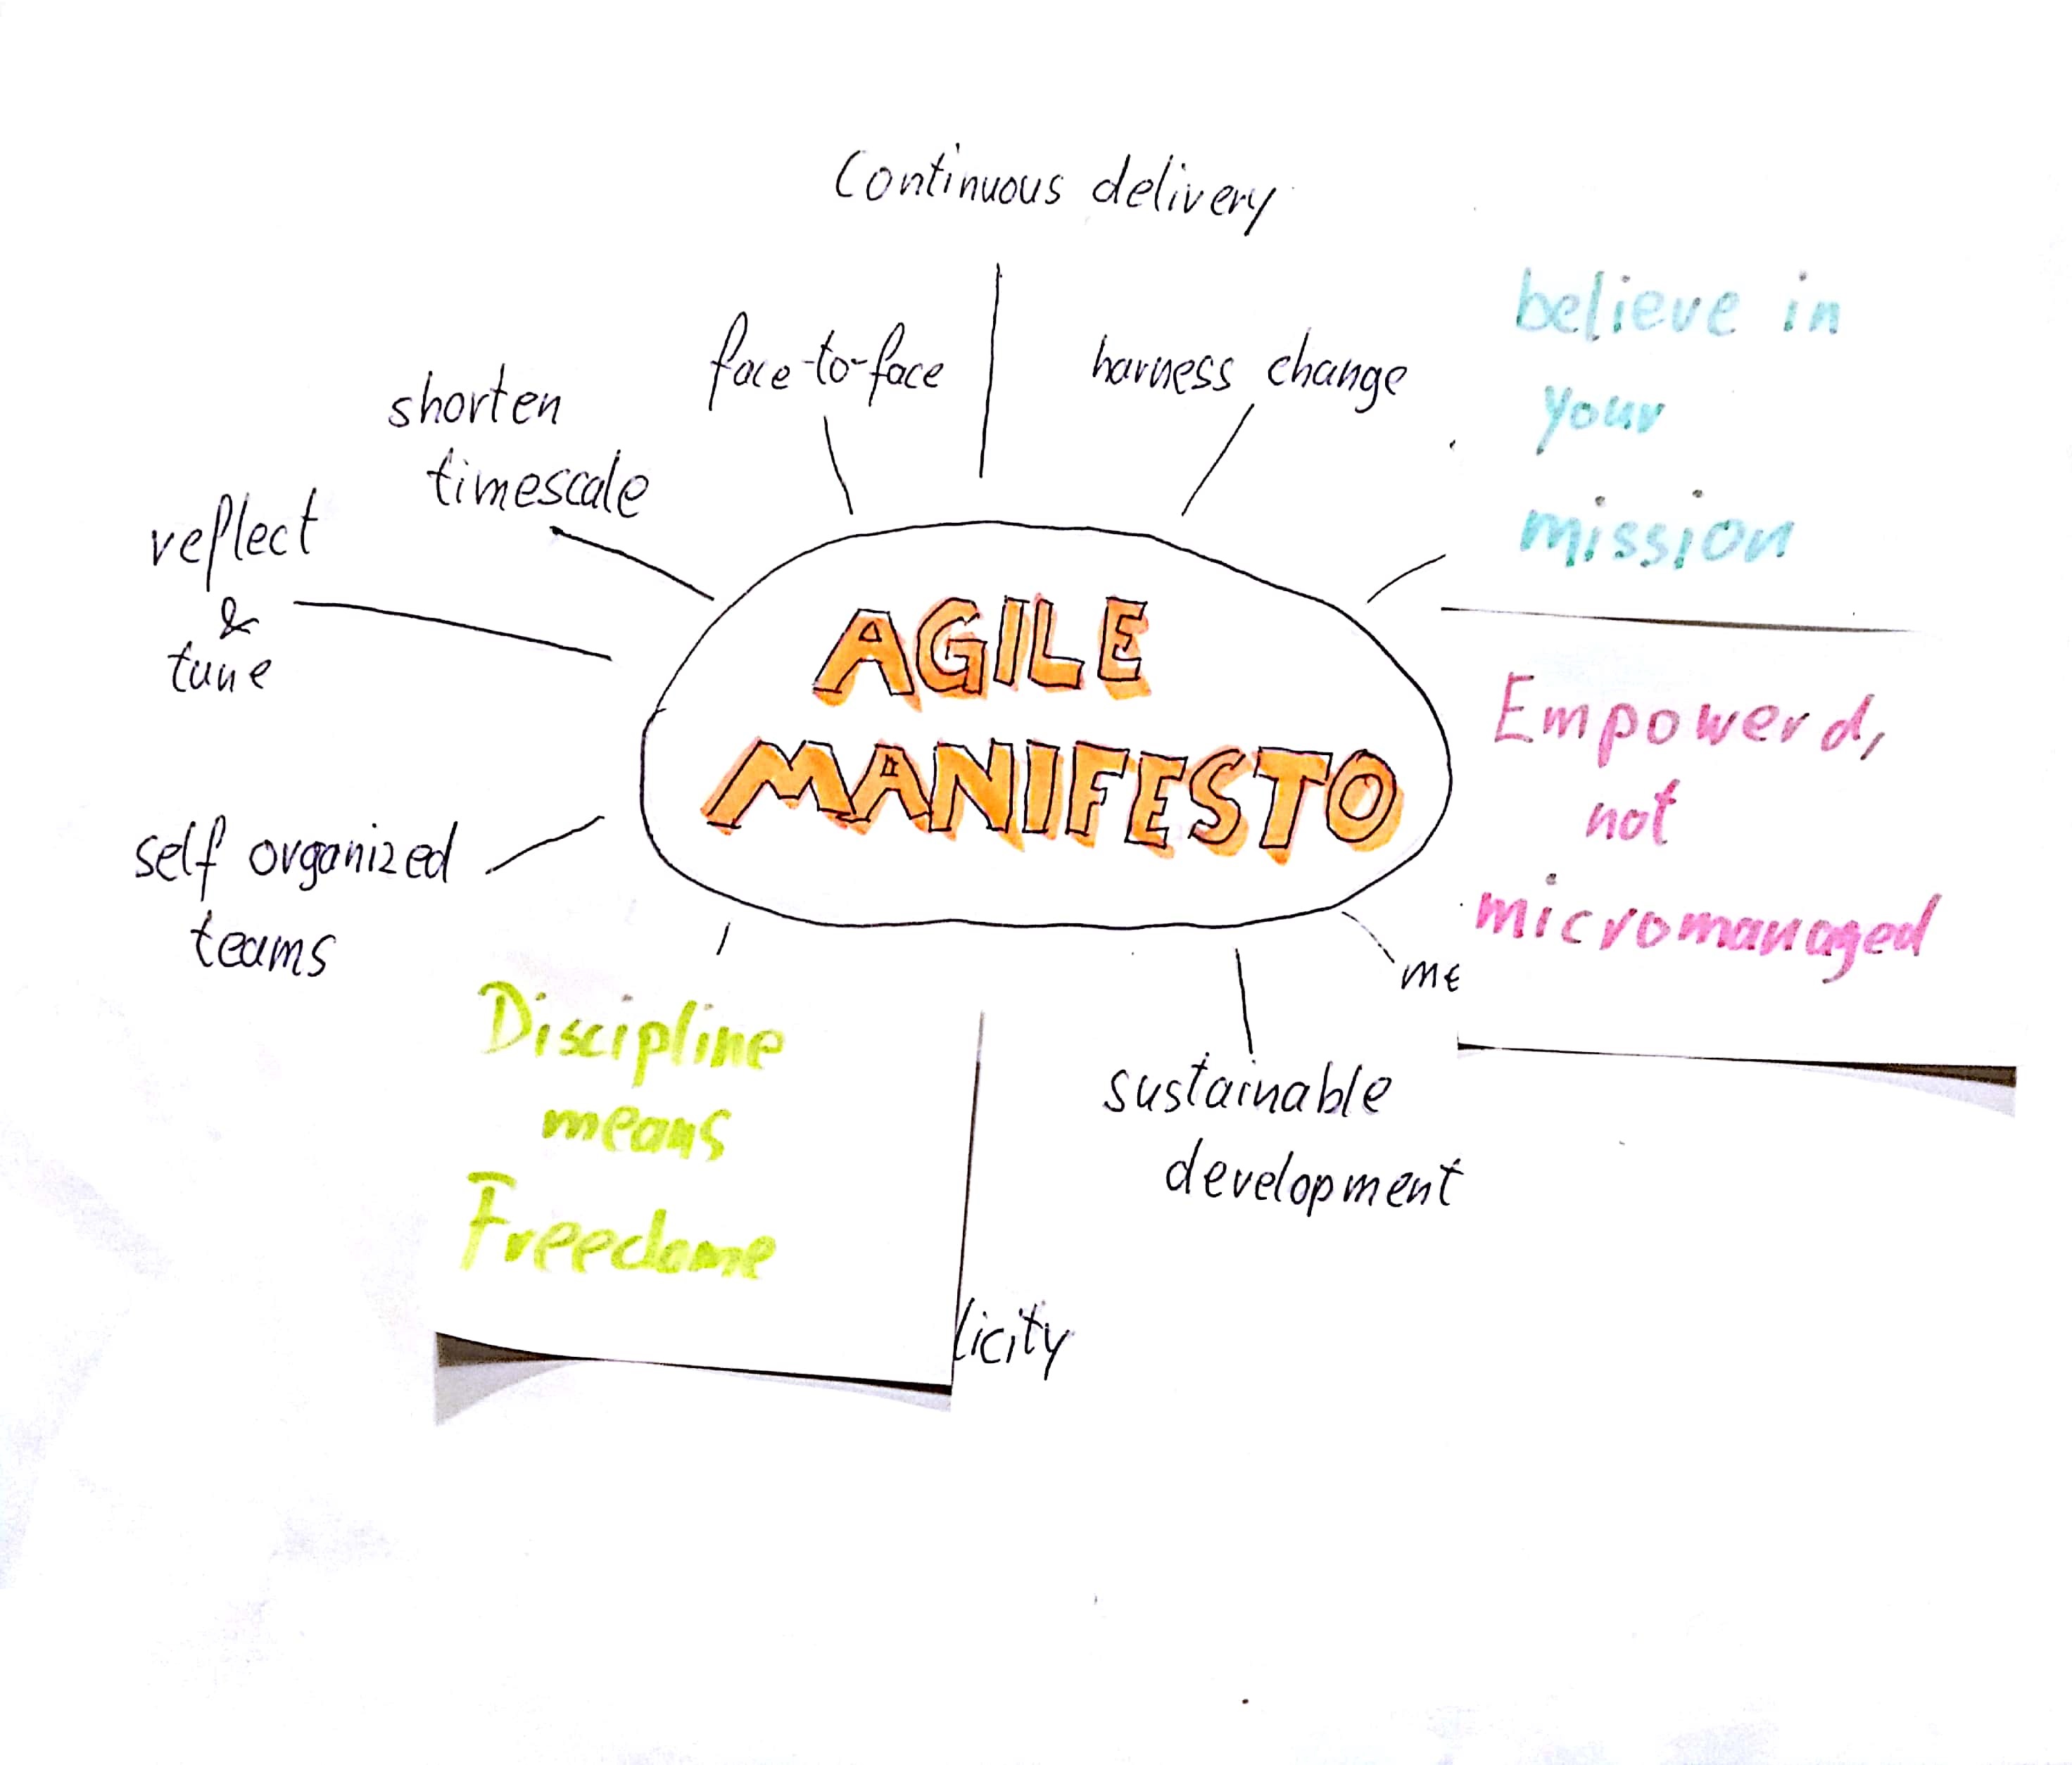 Continuous delivery
face-to-face
harness change
shorten
timescale
reflect
&
tune
believe in
your
mission
AGILE
MANIFESTO
Empowerd,
not
micromanaged
self organized
teams
Discipline
means
Freedome
me
sustainable
development
licity